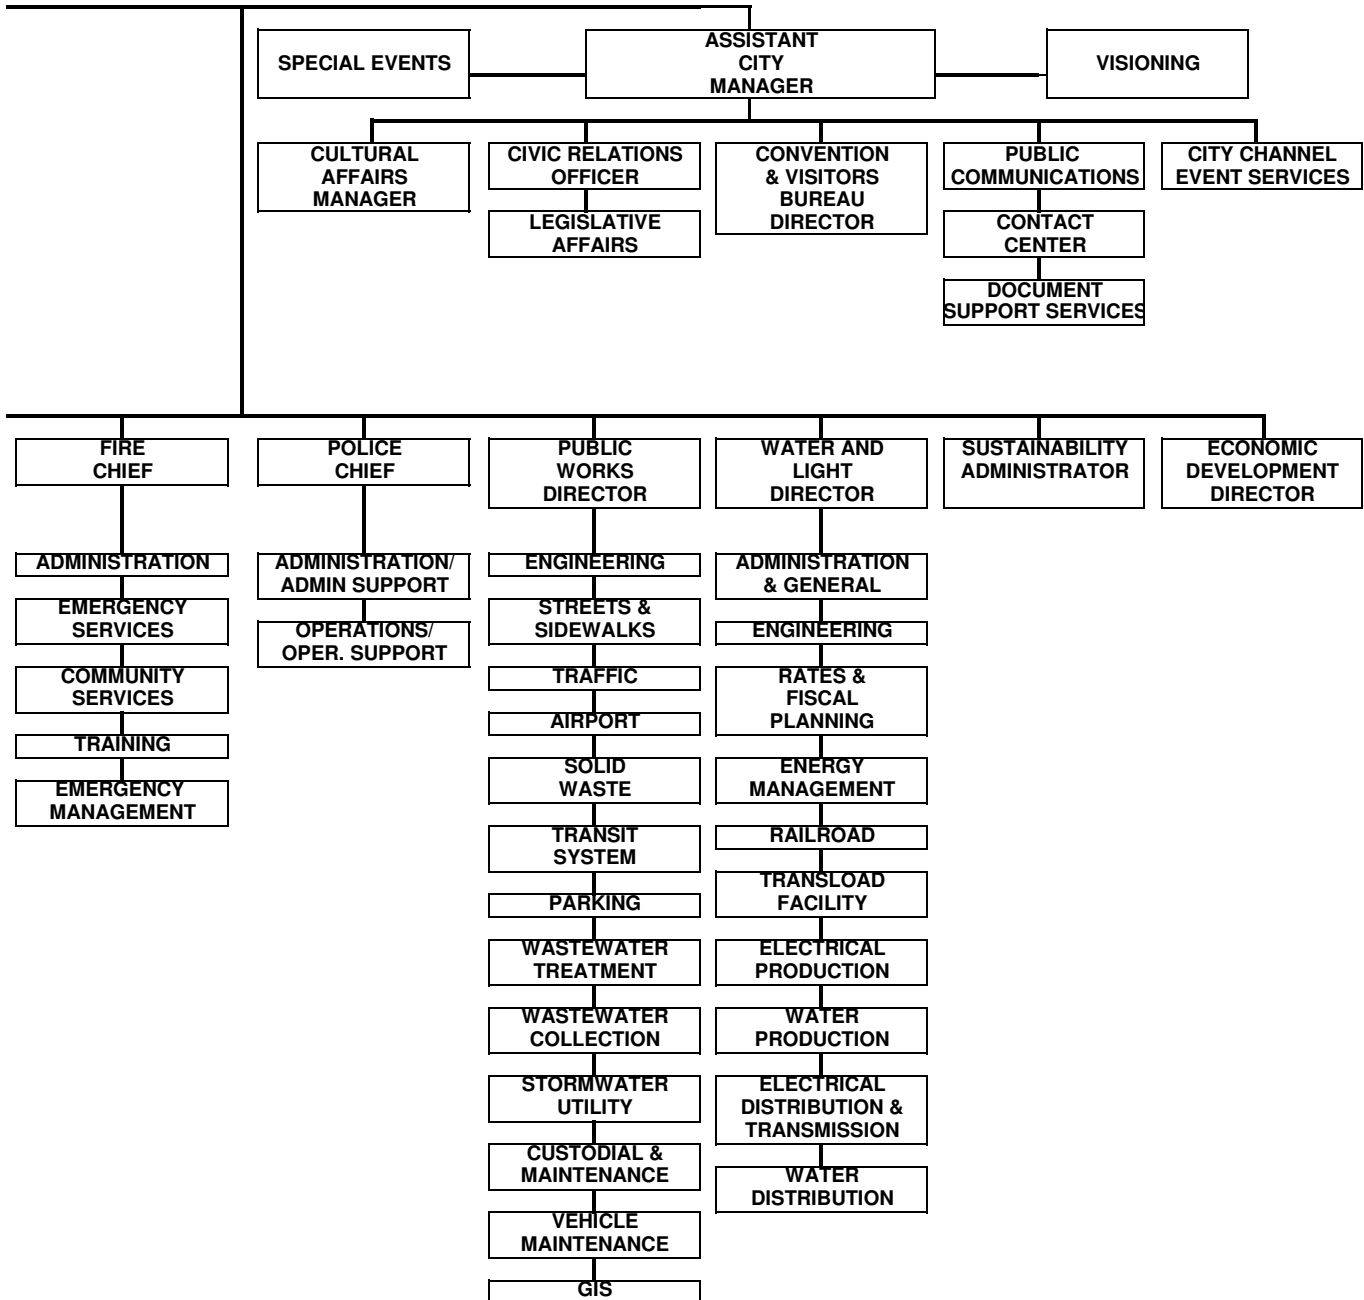 SPECIAL EVENTS
ASSISTANT
CITY
MANAGER
VISIONING
CULTURAL
AFFAIRS
MANAGER
CIVIC RELATIONS
OFFICER
LEGISLATIVE
AFFAIRS
CONVENTION
& VISITORS
BUREAU
DIRECTOR
PUBLIC
COMMUNICATIONS
CONTACT
CENTER
DOCUMENT
SUPPORT SERVICES
CITY CHANNEL
EVENT SERVICES
FIRE
CHIEF
ADMINISTRATION
EMERGENCY
SERVICES
COMMUNITY
SERVICES
TRAINING
EMERGENCY
MANAGEMENT
POLICE
CHIEF
ADMINISTRATION/
ADMIN SUPPORT
OPERATIONS/
OPER. SUPPORT
PUBLIC
WORKS
DIRECTOR
ENGINEERING
STREETS &
SIDEWALKS
TRAFFIC
AIRPORT
SOLID
WASTE
TRANSIT
SYSTEM
PARKING
WASTEWATER
TREATMENT
WASTEWATER
COLLECTION
STORMWATER
UTILITY
CUSTODIAL &
MAINTENANCE
VEHICLE
MAINTENANCE
GIS
WATER AND
LIGHT
DIRECTOR
ADMINISTRATION
& GENERAL
ENGINEERING
RATES &
FISCAL
PLANNING
ENERGY
MANAGEMENT
RAILROAD
TRANSLOAD
FACILITY
ELECTRICAL
PRODUCTION
WATER
PRODUCTION
ELECTRICAL
DISTRIBUTION &
TRANSMISSION
WATER
DISTRIBUTION
SUSTAINABILITY
ADMINISTRATOR
ECONOMIC
DEVELOPMENT
DIRECTOR